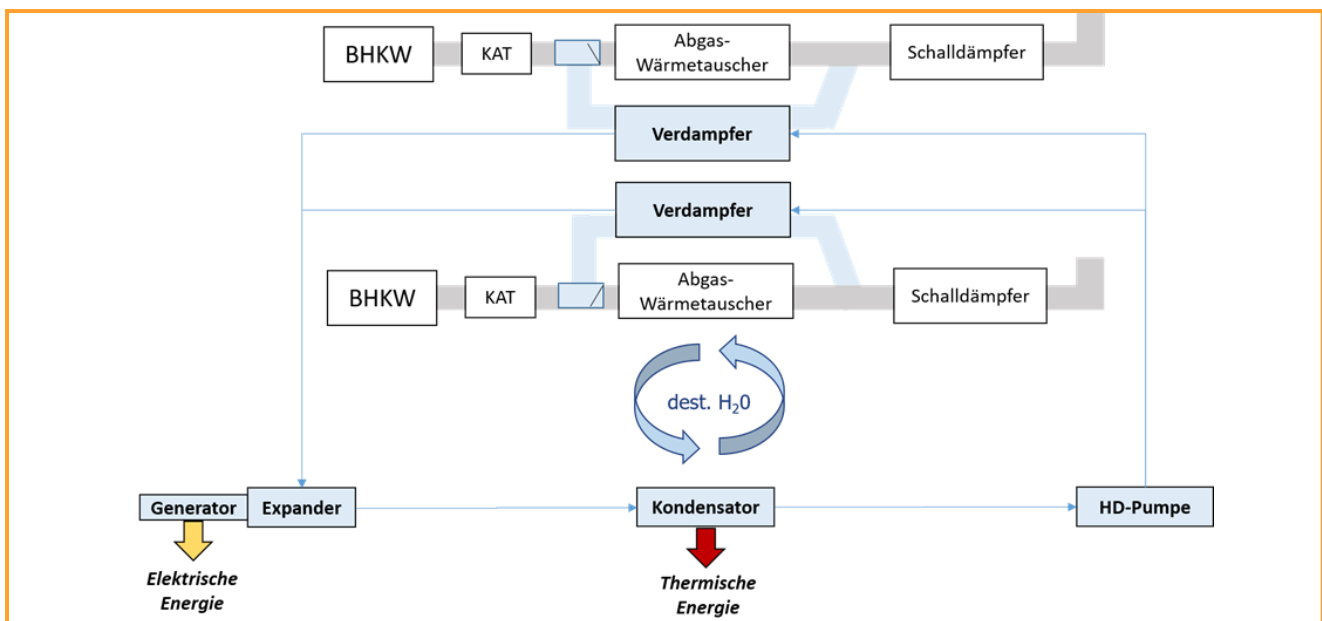 BHKW
KAT
Abgas-
Wärmetauscher
Schalldämpfer
Verdampfer
Verdampfer
BHKW
KAT
Abgas-
Wärmetauscher
Schalldämpfer
dest. H₂0
Generator
Expander
Kondensator
HD-Pumpe
Elektrische
Energie
Thermische
Energie